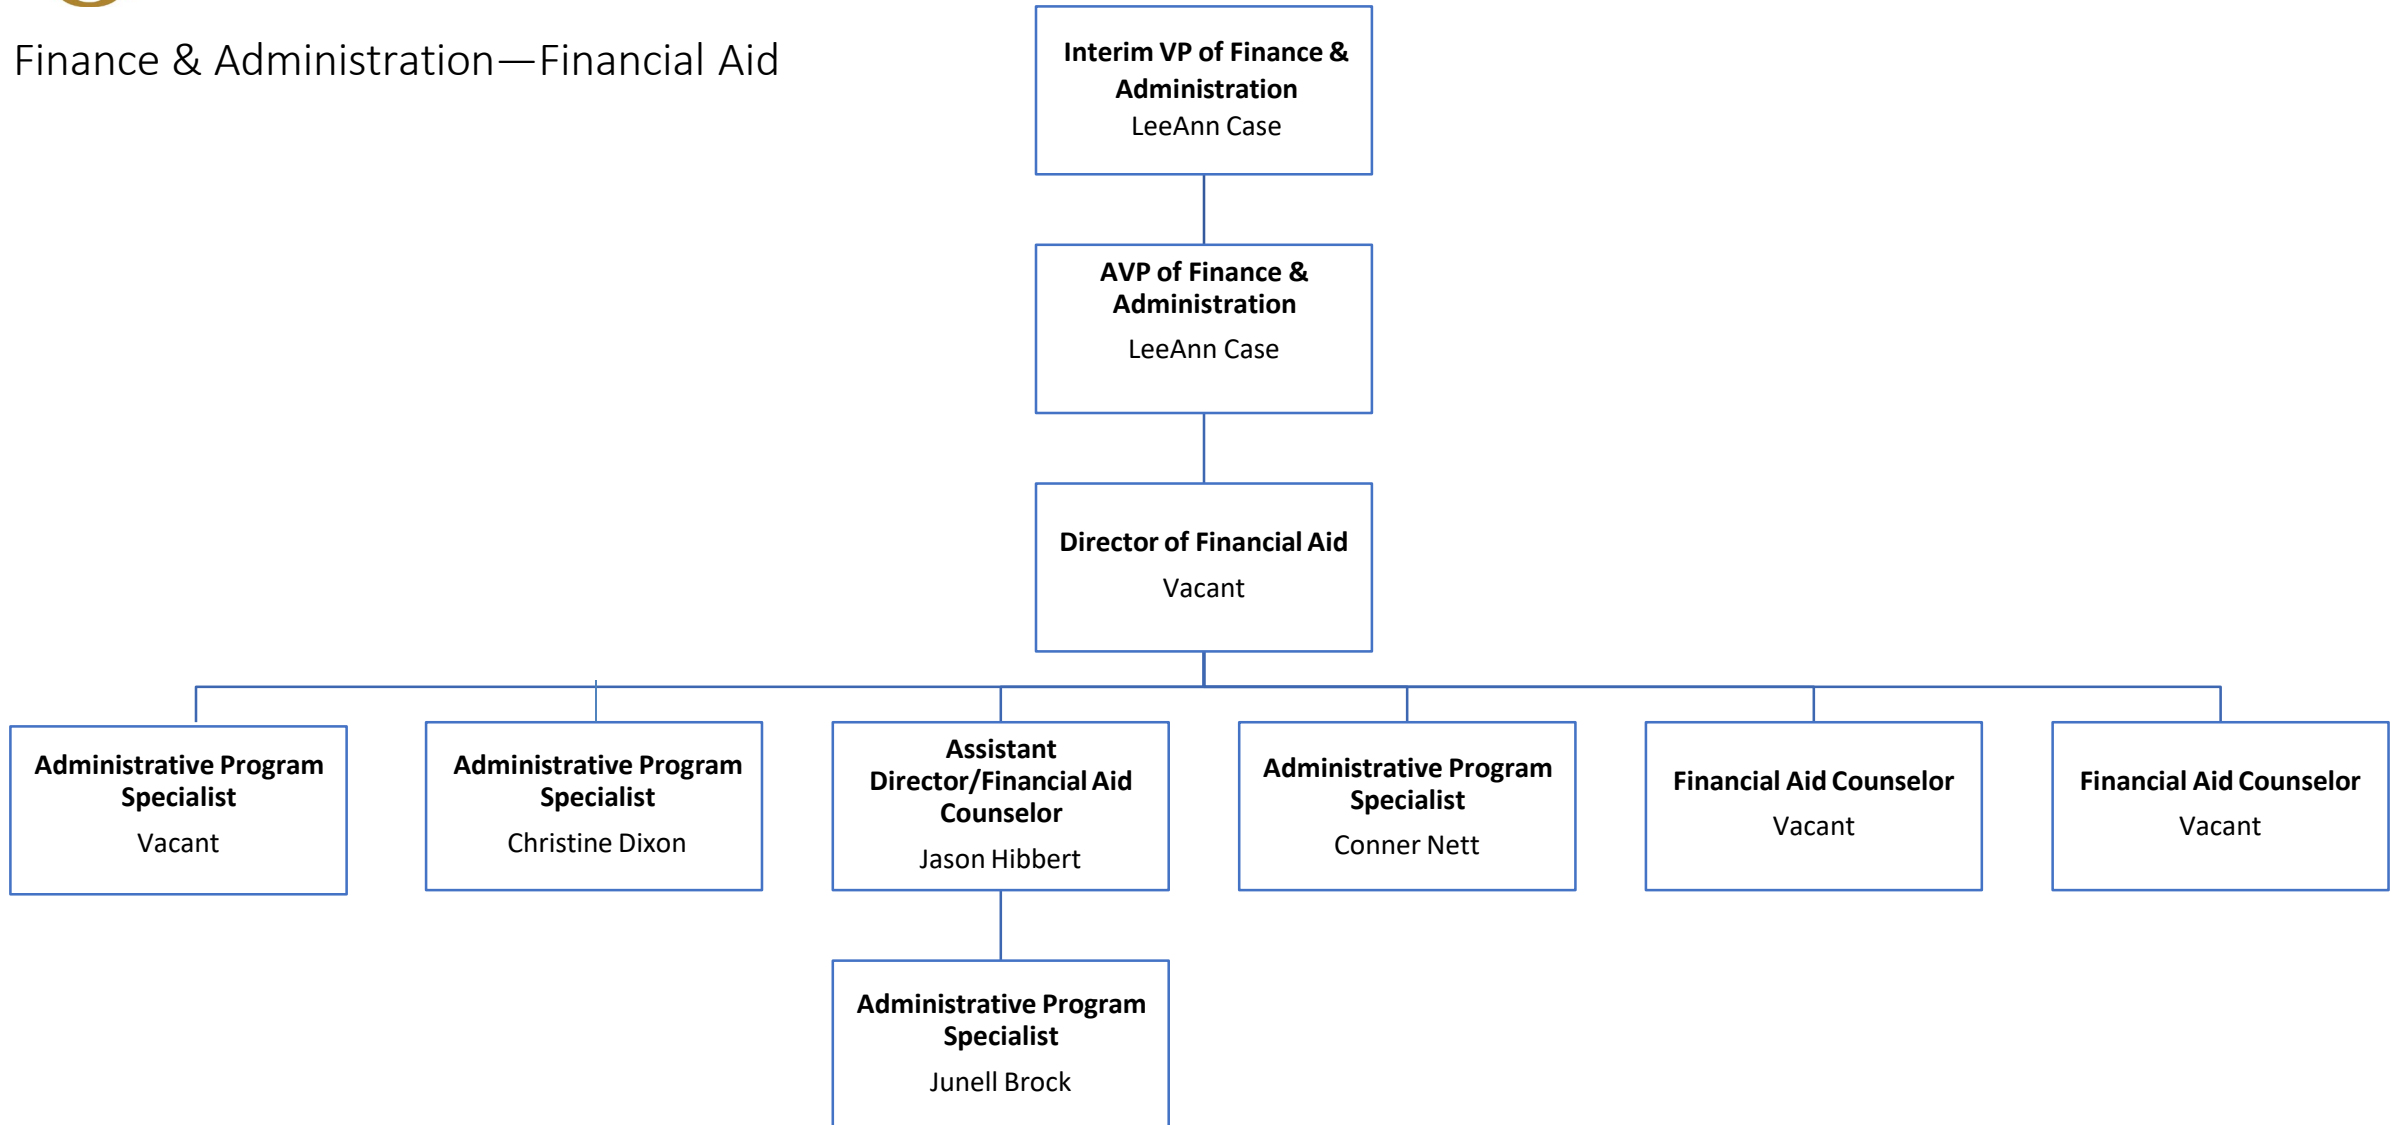 Finance & Administration—Financial Aid
Interim VP of Finance &
Administration
LeeAnn Case
AVP of Finance &
Administration
LeeAnn Case
Director of Financial Aid
Vacant
Administrative Program
Specialist
Vacant
Administrative Program
Specialist
Christine Dixon
Assistant
Director/Financial Aid
Counselor
Jason Hibbert
Administrative Program
Specialist
Conner Nett
Financial Aid Counselor
Vacant
Financial Aid Counselor
Vacant
Administrative Program
Specialist
Junell Brock